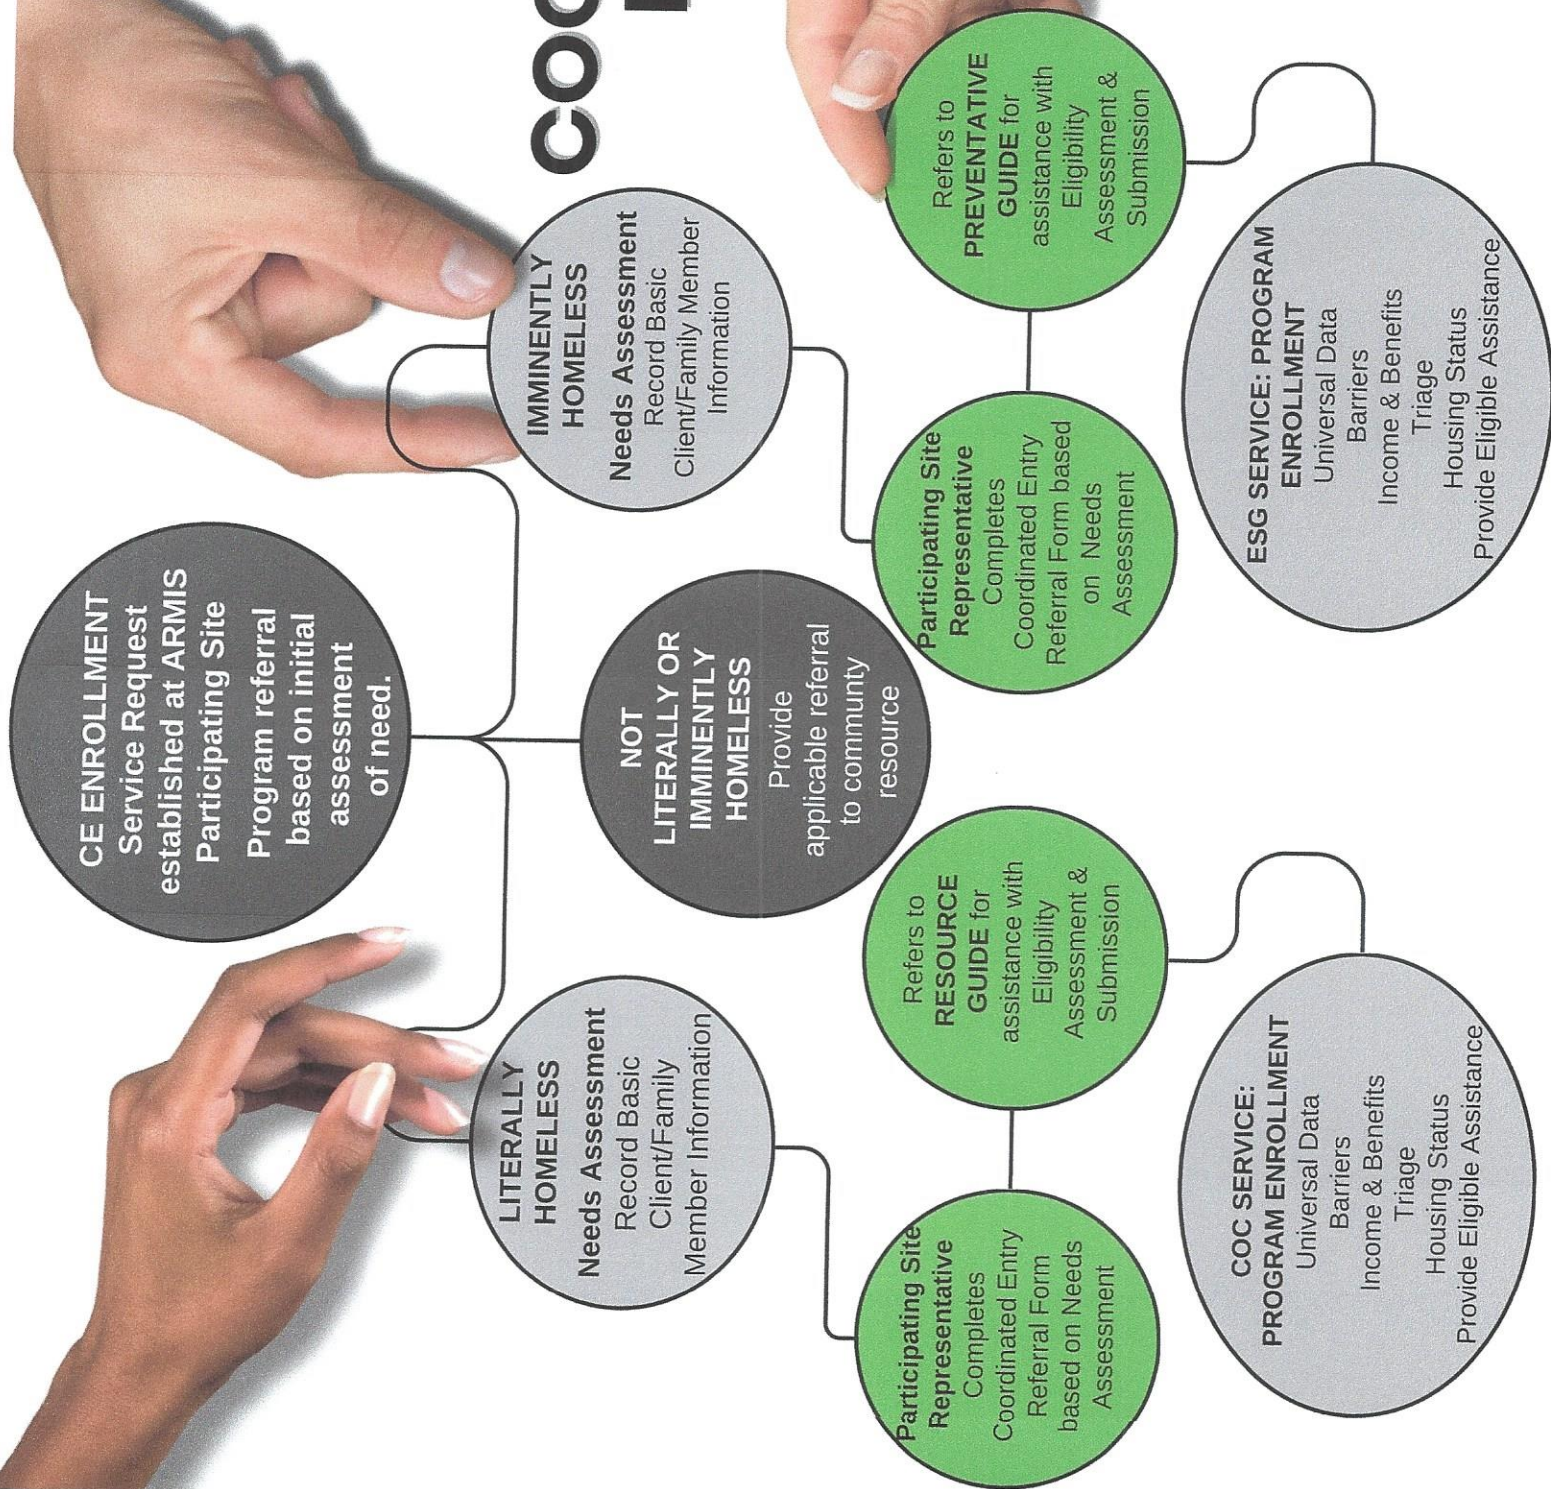 COO
CE ENROLLMENT
Service Request
established at ARMIS
Participating Site
Program referral
based on initial
assessment
of need.
LITERALLY
HOMELESS
Needs Assessment
Record Basic
Client/Family
Member Information
NOT
LITERALLY OR
IMMINENTLY
HOMELESS
Provide
applicable referral
to communty
resource
IMMINENTLY
HOMELESS
Needs Assessment
Record Basic
Client/Family Member
Information
Participating Site
Representative
Completes
Coordinated Entry
Referral Form
based on Needs
Assessment
Refers to
RESOURCE
GUIDE for
assistance with
Eligibility
Assessment &
Submission
Participating Site
Representative
Completes
Coordinated Entry
Referral Form based
on Needs
Assessment
Refers to
PREVENTATIVE
GUIDE for
assistance with
Eligibility
Assessment &
Submission
COC SERVICE:
PROGRAM ENROLLMENT
Universal Data
Barriers
Income & Benefits
Triage
Housing Status
Provide Eligible Assistance
ESG SERVICE: PROGRAM
ENROLLMENT
Universal Data
Barriers
Income & Benefits
Triage
Housing Status
Provide Eligible Assistance